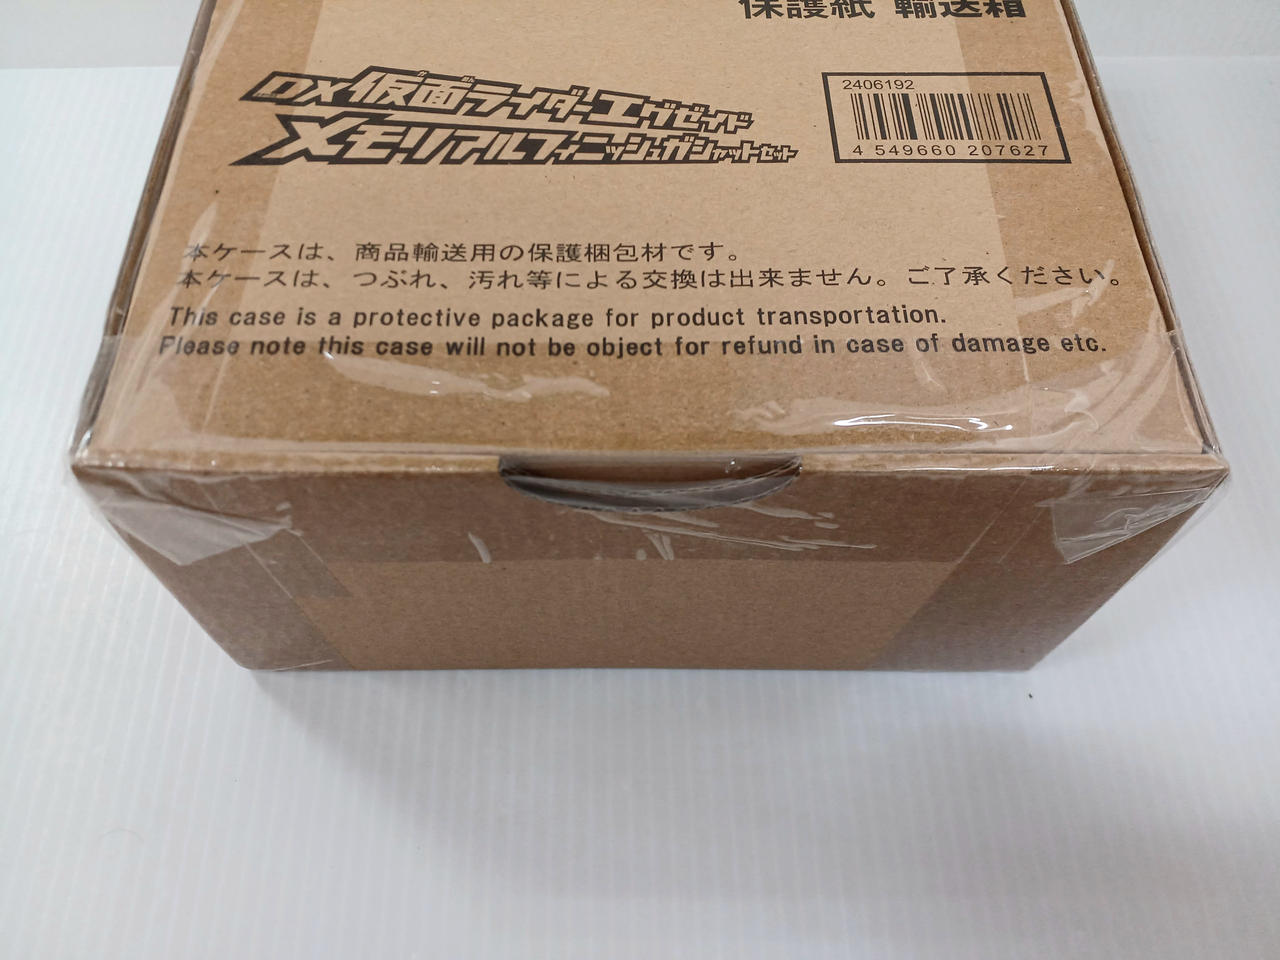 保護紙 輸送箱
DX仮面ライダーエグゼイド
メモリアルフィニッシュガシャットセット
2406192
4 549660 207627
本ケースは、商品輸送用の保護梱包材です。
本ケースは、つぶれ、汚れ等による交換は出来ません。ご了承ください。
This case is a protective package for product transportation.
Please note this case will not be object for refund in case of damage etc.